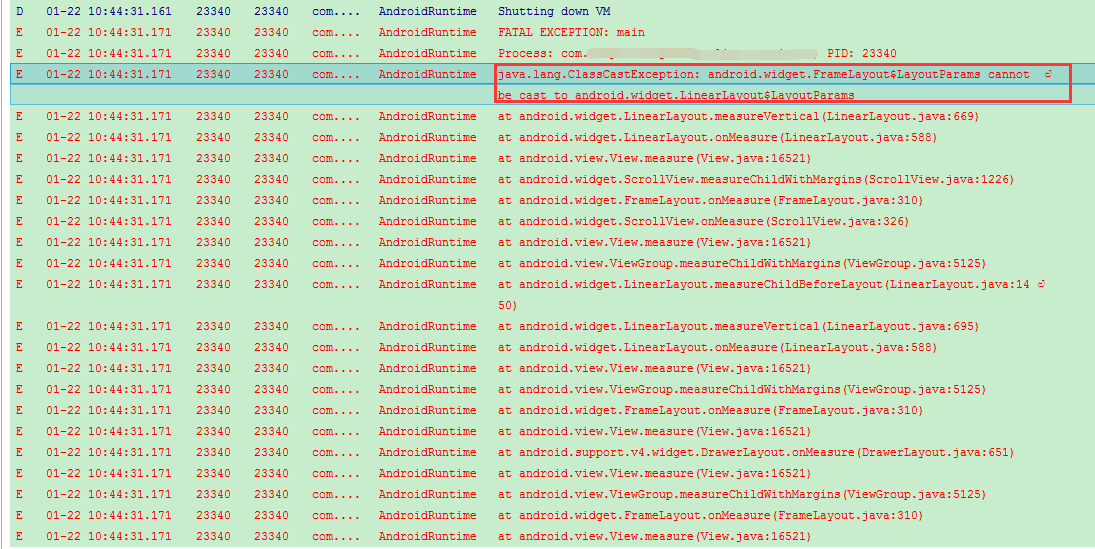 D 01-22 10:44:31.161 23340 23340 com.... AndroidRuntime Shutting down VM
E 01-22 10:44:31.171 23340 23340 com.... AndroidRuntime FATAL EXCEPTION: main
E 01-22 10:44:31.171 23340 23340 com.... AndroidRuntime Process: com. PID: 23340
E 01-22 10:44:31.171 23340 23340 com.... AndroidRuntime java.lang.ClassCastException: android.widget.FrameLayout$LayoutParams cannot
be cast to android.widget.LinearLayout$LayoutParams
E 01-22 10:44:31.171 23340 23340 com.... AndroidRuntime at android.widget.LinearLayout.measureVertical(LinearLayout.java:669)
E 01-22 10:44:31.171 23340 23340 com.... AndroidRuntime at android.widget.LinearLayout.onMeasure(LinearLayout.java:588)
E 01-22 10:44:31.171 23340 23340 com.... AndroidRuntime at android.view.View.measure(View.java:16521)
E 01-22 10:44:31.171 23340 23340 com.... AndroidRuntime at android.widget.ScrollView.measureChildWithMargins(ScrollView.java:1226)
E 01-22 10:44:31.171 23340 23340 com.... AndroidRuntime at android.widget.FrameLayout.onMeasure(FrameLayout.java:310)
E 01-22 10:44:31.171 23340 23340 com.... AndroidRuntime at android.widget.ScrollView.onMeasure(ScrollView.java:326)
E 01-22 10:44:31.171 23340 23340 com.... AndroidRuntime at android.view.View.measure(View.java:16521)
E 01-22 10:44:31.171 23340 23340 com.... AndroidRuntime at android.view.ViewGroup.measureChildWithMargins(ViewGroup.java:5125)
E 01-22 10:44:31.171 23340 23340 com.... AndroidRuntime at android.widget.LinearLayout.measureChildBeforeLayout(LinearLayout.java:14
50)
E 01-22 10:44:31.171 23340 23340 com.... AndroidRuntime at android.widget.LinearLayout.measureVertical(LinearLayout.java:695)
E 01-22 10:44:31.171 23340 23340 com.... AndroidRuntime at android.widget.LinearLayout.onMeasure(LinearLayout.java:588)
E 01-22 10:44:31.171 23340 23340 com.... AndroidRuntime at android.view.View.measure(View.java:16521)
E 01-22 10:44:31.171 23340 23340 com.... AndroidRuntime at android.view.ViewGroup.measureChildWithMargins(ViewGroup.java:5125)
E 01-22 10:44:31.171 23340 23340 com.... AndroidRuntime at android.widget.FrameLayout.onMeasure(FrameLayout.java:310)
E 01-22 10:44:31.171 23340 23340 com.... AndroidRuntime at android.view.View.measure(View.java:16521)
E 01-22 10:44:31.171 23340 23340 com.... AndroidRuntime at android.support.v4.widget.DrawerLayout.onMeasure(DrawerLayout.java:651)
E 01-22 10:44:31.171 23340 23340 com.... AndroidRuntime at android.view.View.measure(View.java:16521)
E 01-22 10:44:31.171 23340 23340 com.... AndroidRuntime at android.view.ViewGroup.measureChildWithMargins(ViewGroup.java:5125)
E 01-22 10:44:31.171 23340 23340 com.... AndroidRuntime at android.widget.FrameLayout.onMeasure(FrameLayout.java:310)
E 01-22 10:44:31.171 23340 23340 com.... AndroidRuntime at android.view.View.measure(View.java:16521)